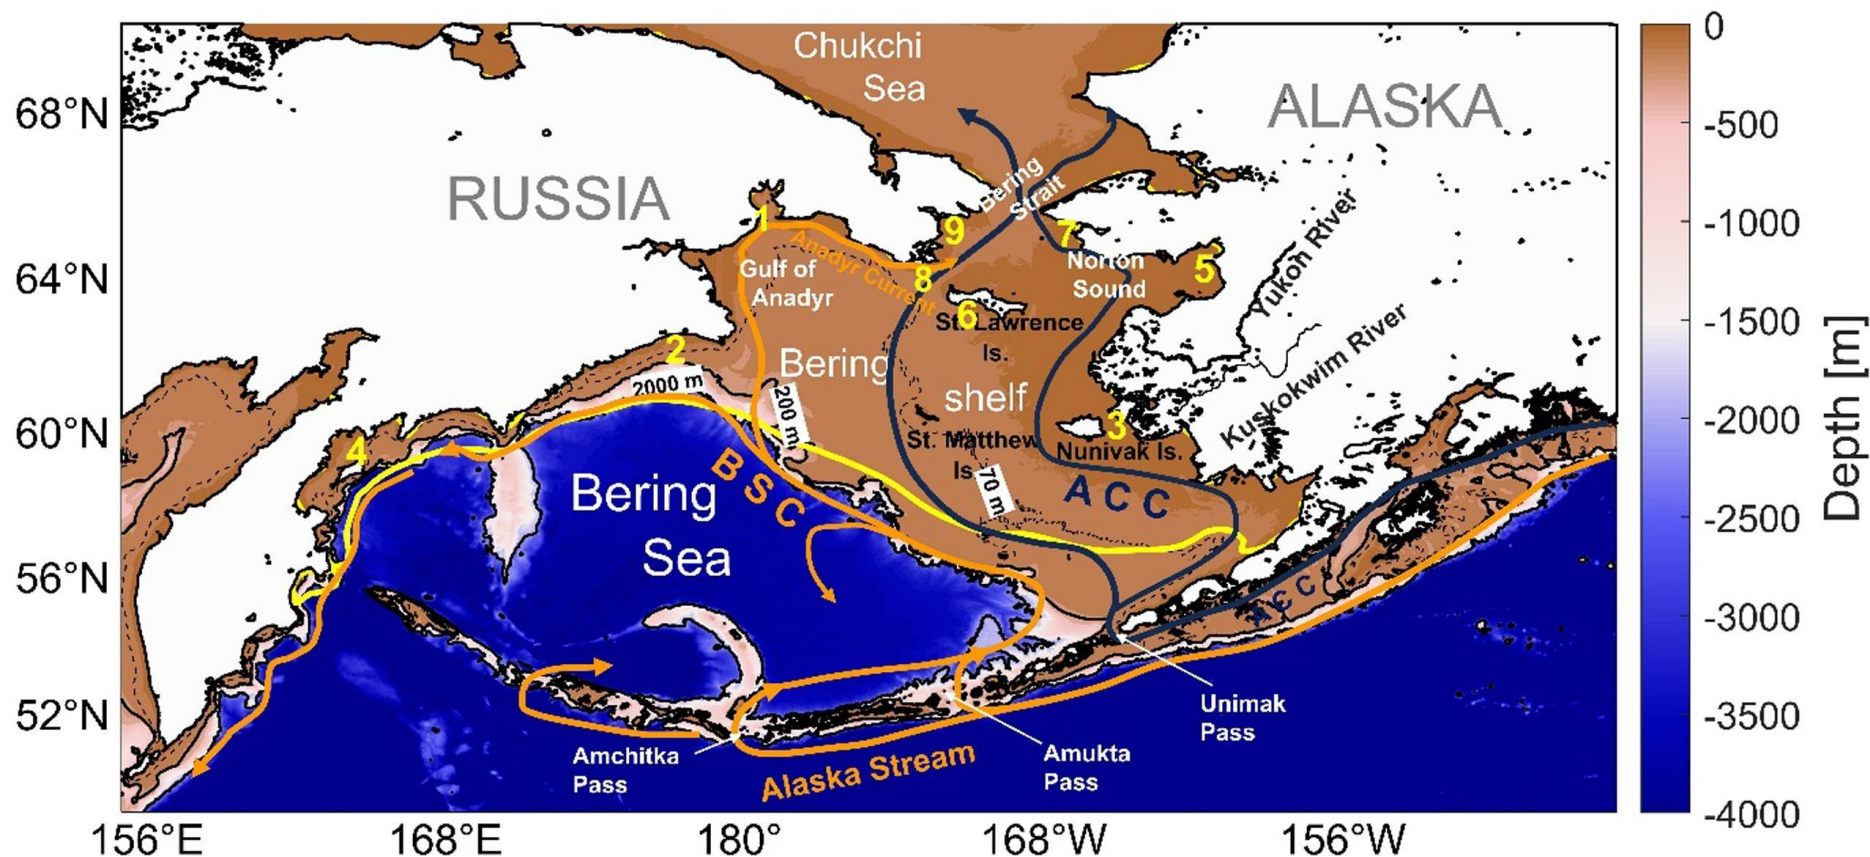 Chukchi
Sea
ALASKA
RUSSIA
68°N
64°N
60°N
56°N
52°N
Bering
Strait
1
9
7
5
8
6
2
3
4
Anadyr Current
Gulf of
Anadyr
Norton
Sound
Yukon River
Kuskokwim River
St. Lawrence
Is.
Bering
shelf
2000 m
200 m
70 m
St. Matthew
Is.
Nunivak Is.
BSC
ACC
ACC
Bering
Sea
Unimak
Pass
Amukta
Pass
Amchitka
Pass
Alaska Stream
156°E
168°E
180°
168°W
156°W
0
-500
-1000
-1500
-2000
-2500
-3000
-3500
-4000
Depth [m]